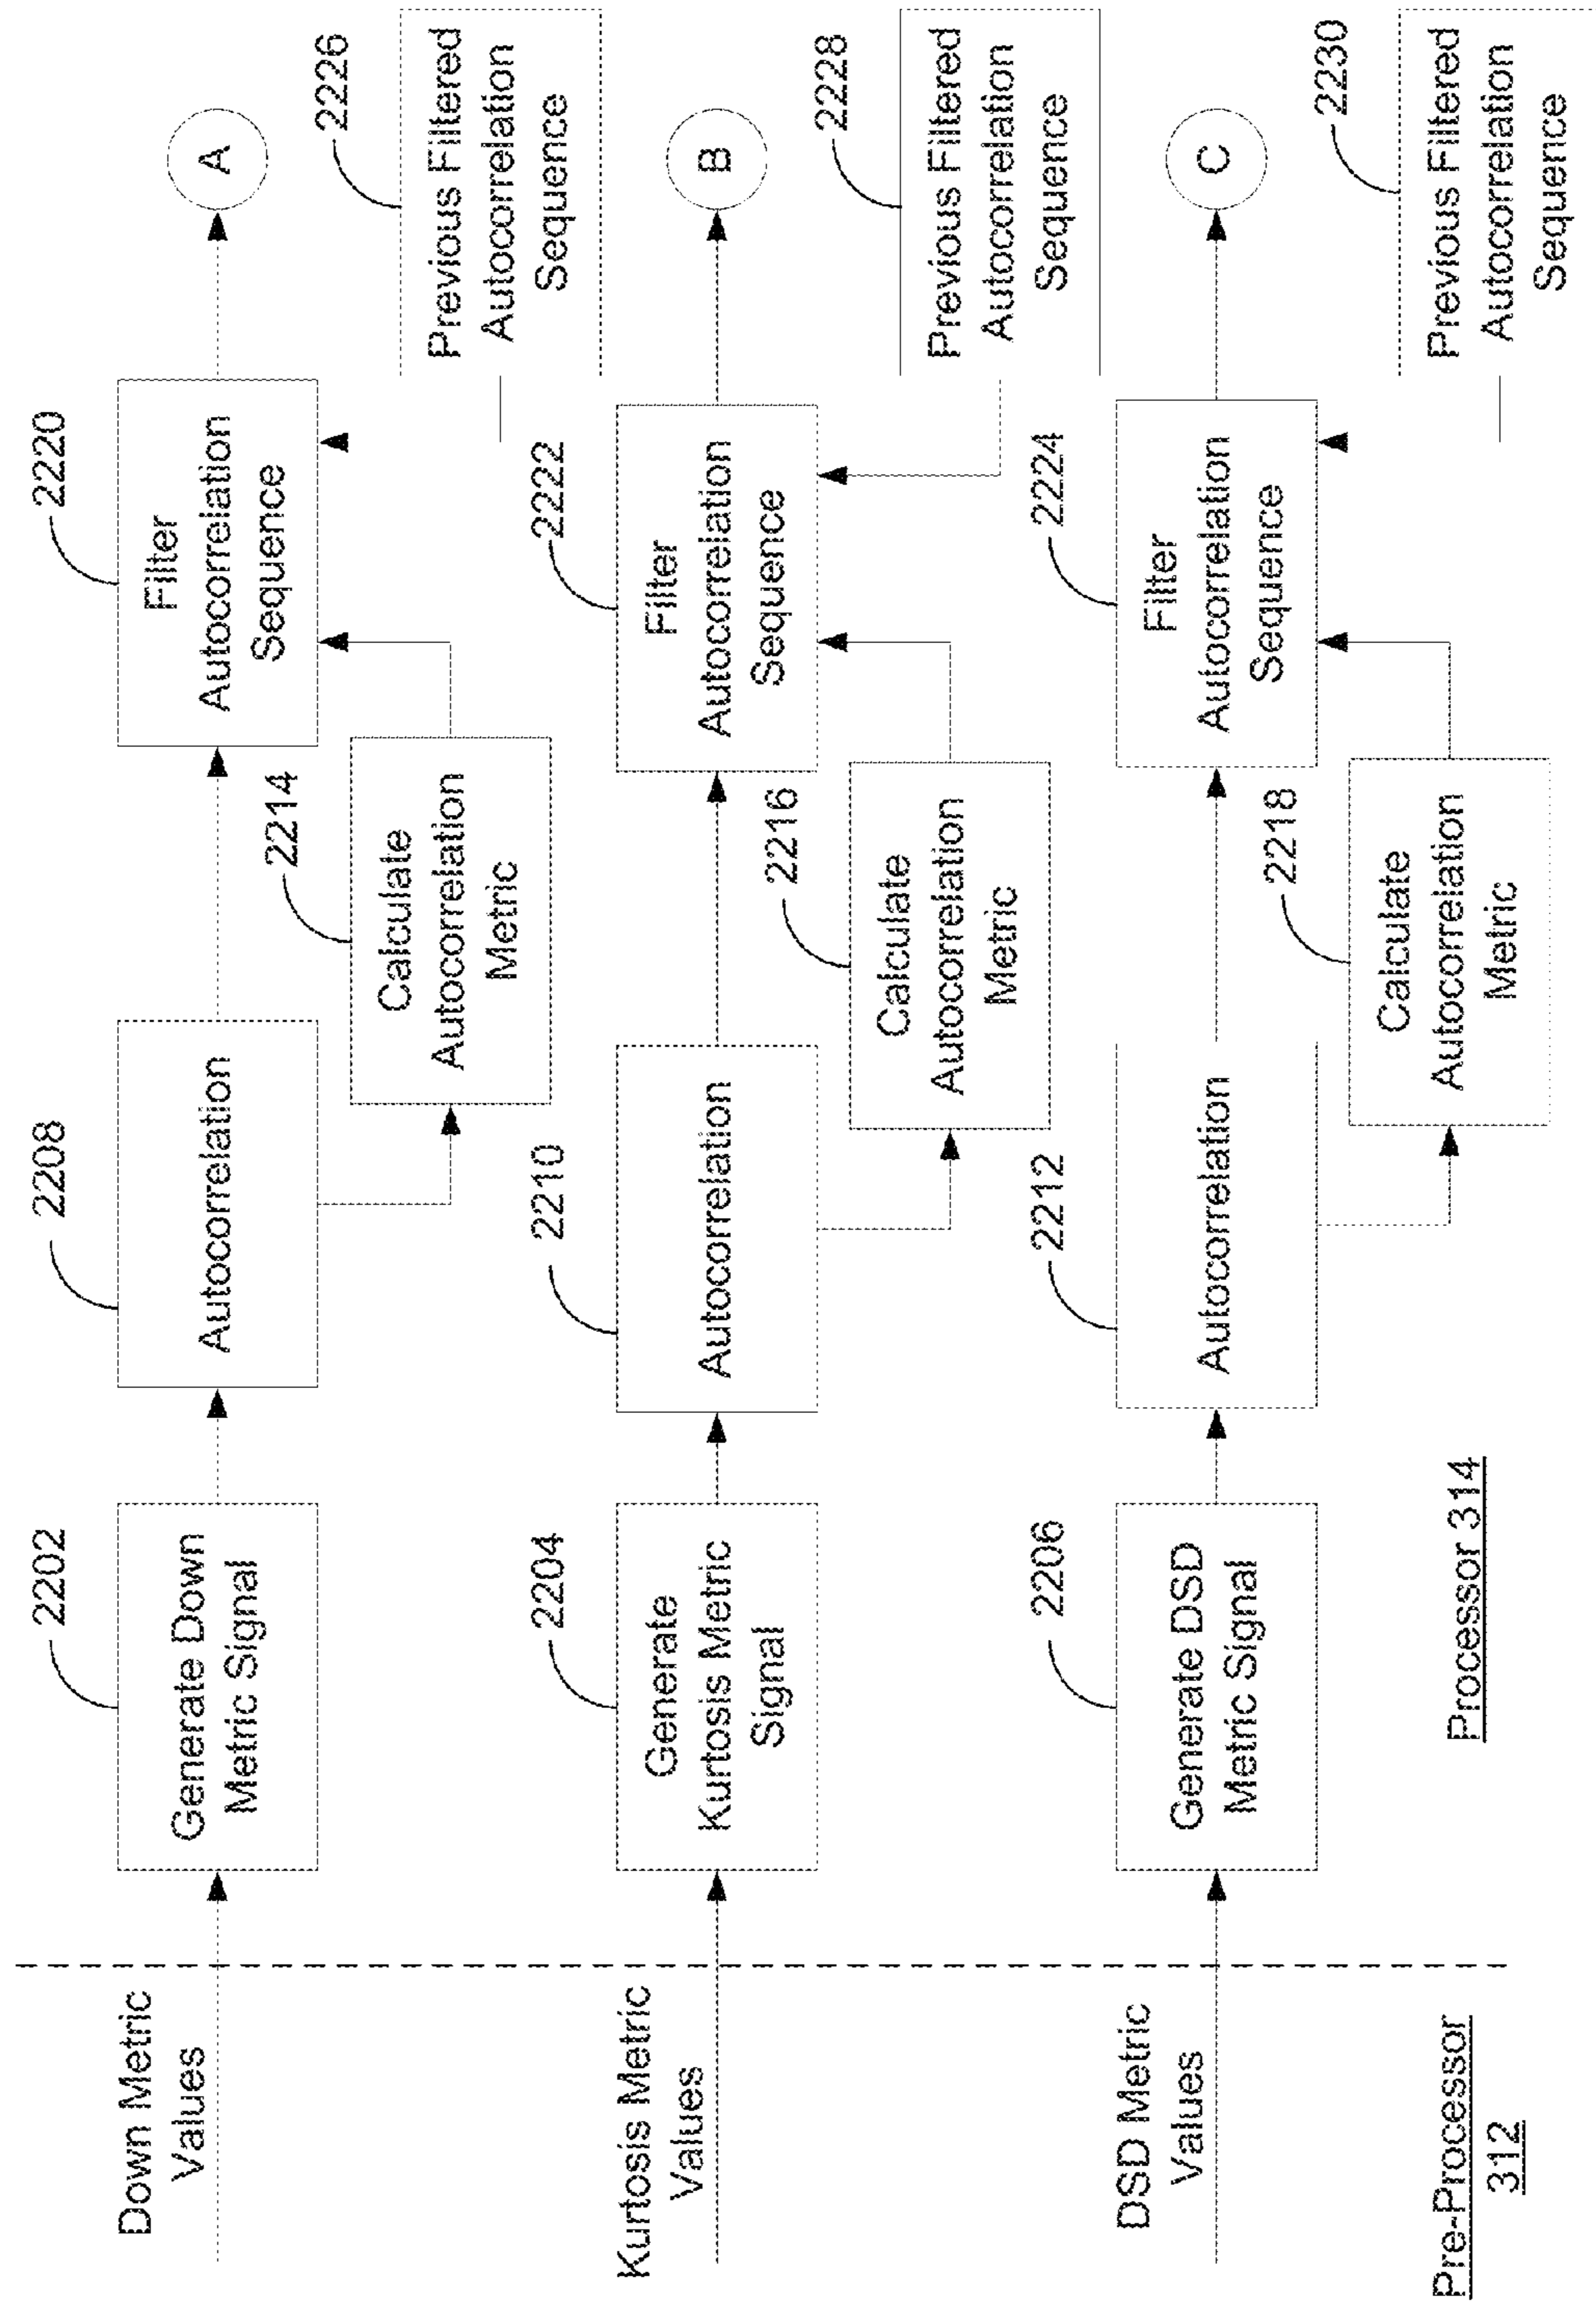 Down Metric
Values
2202
Generate Down
Metric Signal
2208
Autocorrelation
2214
Calculate
Autocorrelation
Metric
2220
Filter
Autocorrelation
Sequence
A
2226
Previous Filtered
Autocorrelation
Sequence
Kurtosis Metric
Values
2204
Generate
Kurtosis Metric
Signal
2210
Autocorrelation
2216
Calculate
Autocorrelation
Metric
2222
Filter
Autocorrelation
Sequence
B
2228
Previous Filtered
Autocorrelation
Sequence
DSD Metric
Values
2206
Generate DSD
Metric Signal
2212
Autocorrelation
2218
Calculate
Autocorrelation
Metric
2224
Filter
Autocorrelation
Sequence
C
2230
Previous Filtered
Autocorrelation
Sequence
Pre-Processor
312
Processor 314